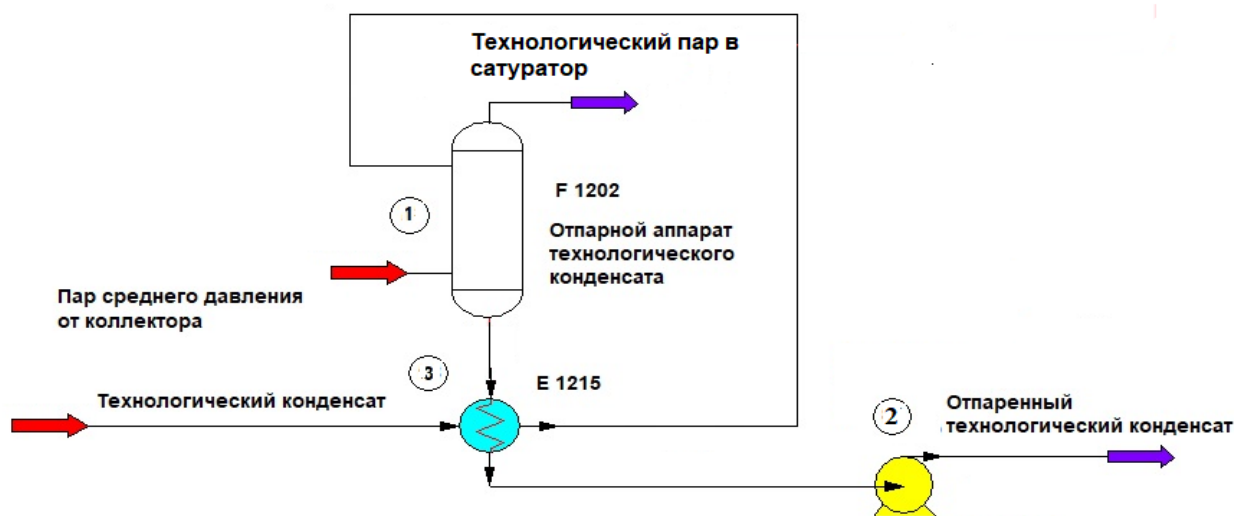 Технологический пар в
сатуратор
F 1202
1
Отпарной аппарат
технологического
конденсата
Пар среднего давления
от коллектора
3
E 1215
Технологический конденсат
2
Отпаренный
технологический конденсат